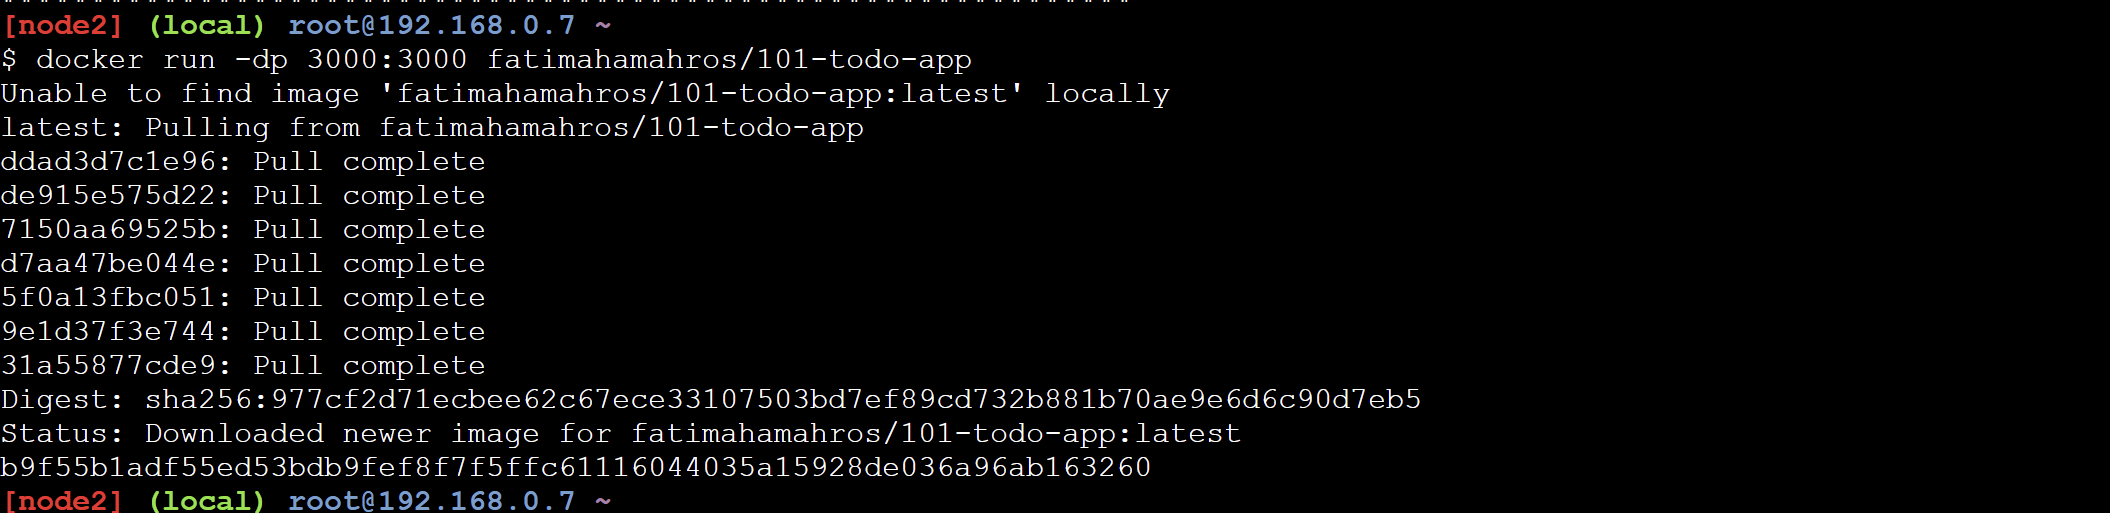 [node2] (local) root@192.168.0.7 ~
$ docker run -dp 3000:3000 fatimahamahros/101-todo-app
Unable to find image 'fatimahamahros/101-todo-app:latest' locally
latest: Pulling from fatimahamahros/101-todo-app
ddad3d7c1e96: Pull complete
de915e575d22: Pull complete
7150aa69525b: Pull complete
d7aa47be044e: Pull complete
5f0a13fbc051: Pull complete
9e1d37f3e744: Pull complete
31a55877cde9: Pull complete
Digest: sha256:977cf2d71ecbee62c67ece33107503bd7ef89cd732b881b70ae9e6d6c90d7eb5
Status: Downloaded newer image for fatimahamahros/101-todo-app:latest
b9f55b1adf55ed53bdb9fef8f7f5ffc61116044035a15928de036a96ab163260
[node2] (local) root@192.168.0.7 ~